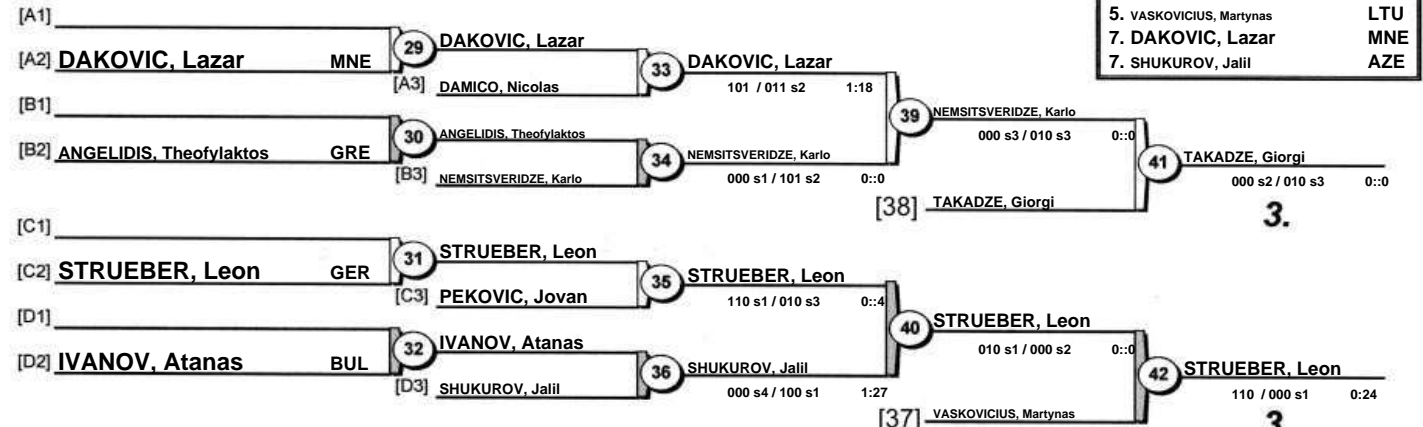 5. VASKOVICIUS, Martynas LTU
7. DAKOVIC, Lazar MNE
7. SHUKUROV, Jalil AZE
[A1]
[A2] DAKOVIC, Lazar MNE
29
DAKOVIC, Lazar
[A3] DAMICO, Nicolas
33
DAKOVIC, Lazar
101 / 011 s2 1:18
[B1]
[B2] ANGELIDIS, Theofylaktos GRE
30
ANGELIDIS, Theofylaktos
[B3] NEMSITSVERIDZE, Karlo
34
NEMSITSVERIDZE, Karlo
000 s1 / 101 s2 0::0
39
NEMSITSVERIDZE, Karlo
000 s3 / 010 s3 0::0
[38] TAKADZE, Giorgi
41
TAKADZE, Giorgi
000 s2 / 010 s3 0::0
3.
[C1]
[C2] STRUEBER, Leon GER
31
STRUEBER, Leon
[C3] PEKOVIC, Jovan
35
STRUEBER, Leon
110 s1 / 010 s3 0::4
[D1]
[D2] IVANOV, Atanas BUL
32
IVANOV, Atanas
[D3] SHUKUROV, Jalil
36
SHUKUROV, Jalil
000 s4 / 100 s1 1:27
40
STRUEBER, Leon
010 s1 / 000 s2 0::0
[37] VASKOVICIUS, Martynas
42
STRUEBER, Leon
110 / 000 s1 0:24
3.